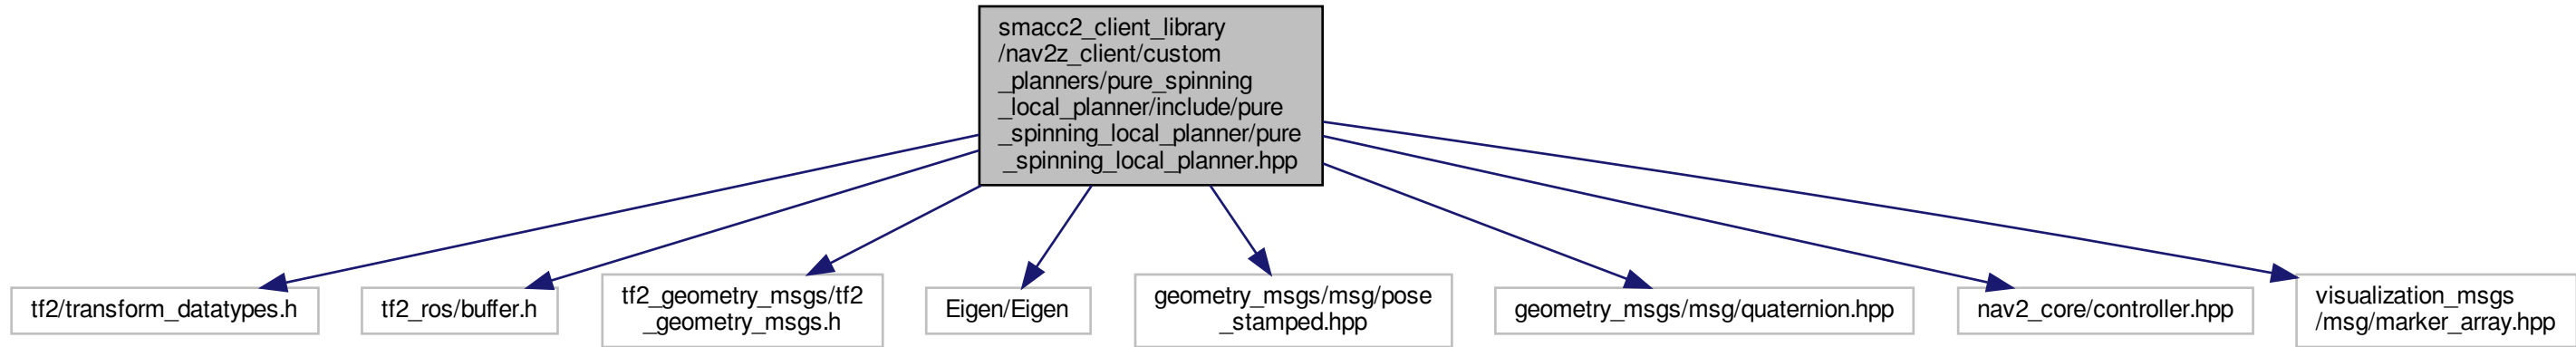 smacc2_client_library
/nav2z_client/custom
_planners/pure_spinning
_local_planner/include/pure
_spinning_local_planner/pure
_spinning_local_planner.hpp
tf2/transform_datatypes.h
tf2_ros/buffer.h
tf2_geometry_msgs/tf2
_geometry_msgs.h
Eigen/Eigen
geometry_msgs/msg/pose
_stamped.hpp
geometry_msgs/msg/quaternion.hpp
nav2_core/controller.hpp
visualization_msgs
/msg/marker_array.hpp